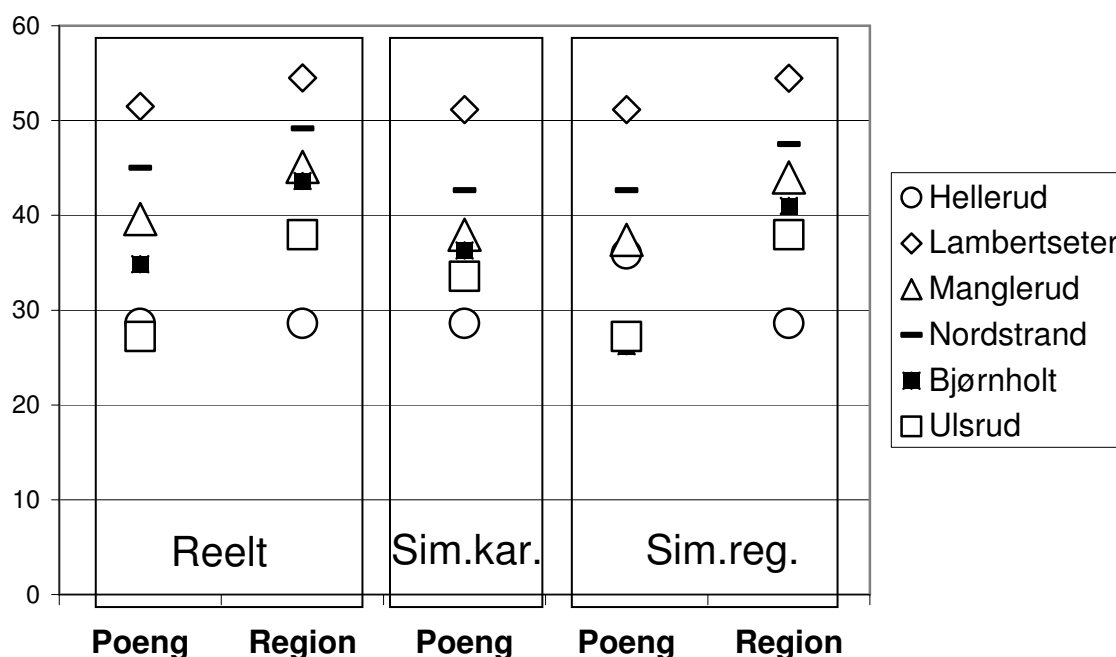 60
50
40
30
20
10
0
Reelt
Sim.kar.
Sim.reg.
Poeng Region Poeng Poeng Region
Hellerud
Lambertseter
Manglerud
Nordstrand
Bjørnholt
Ulsrud